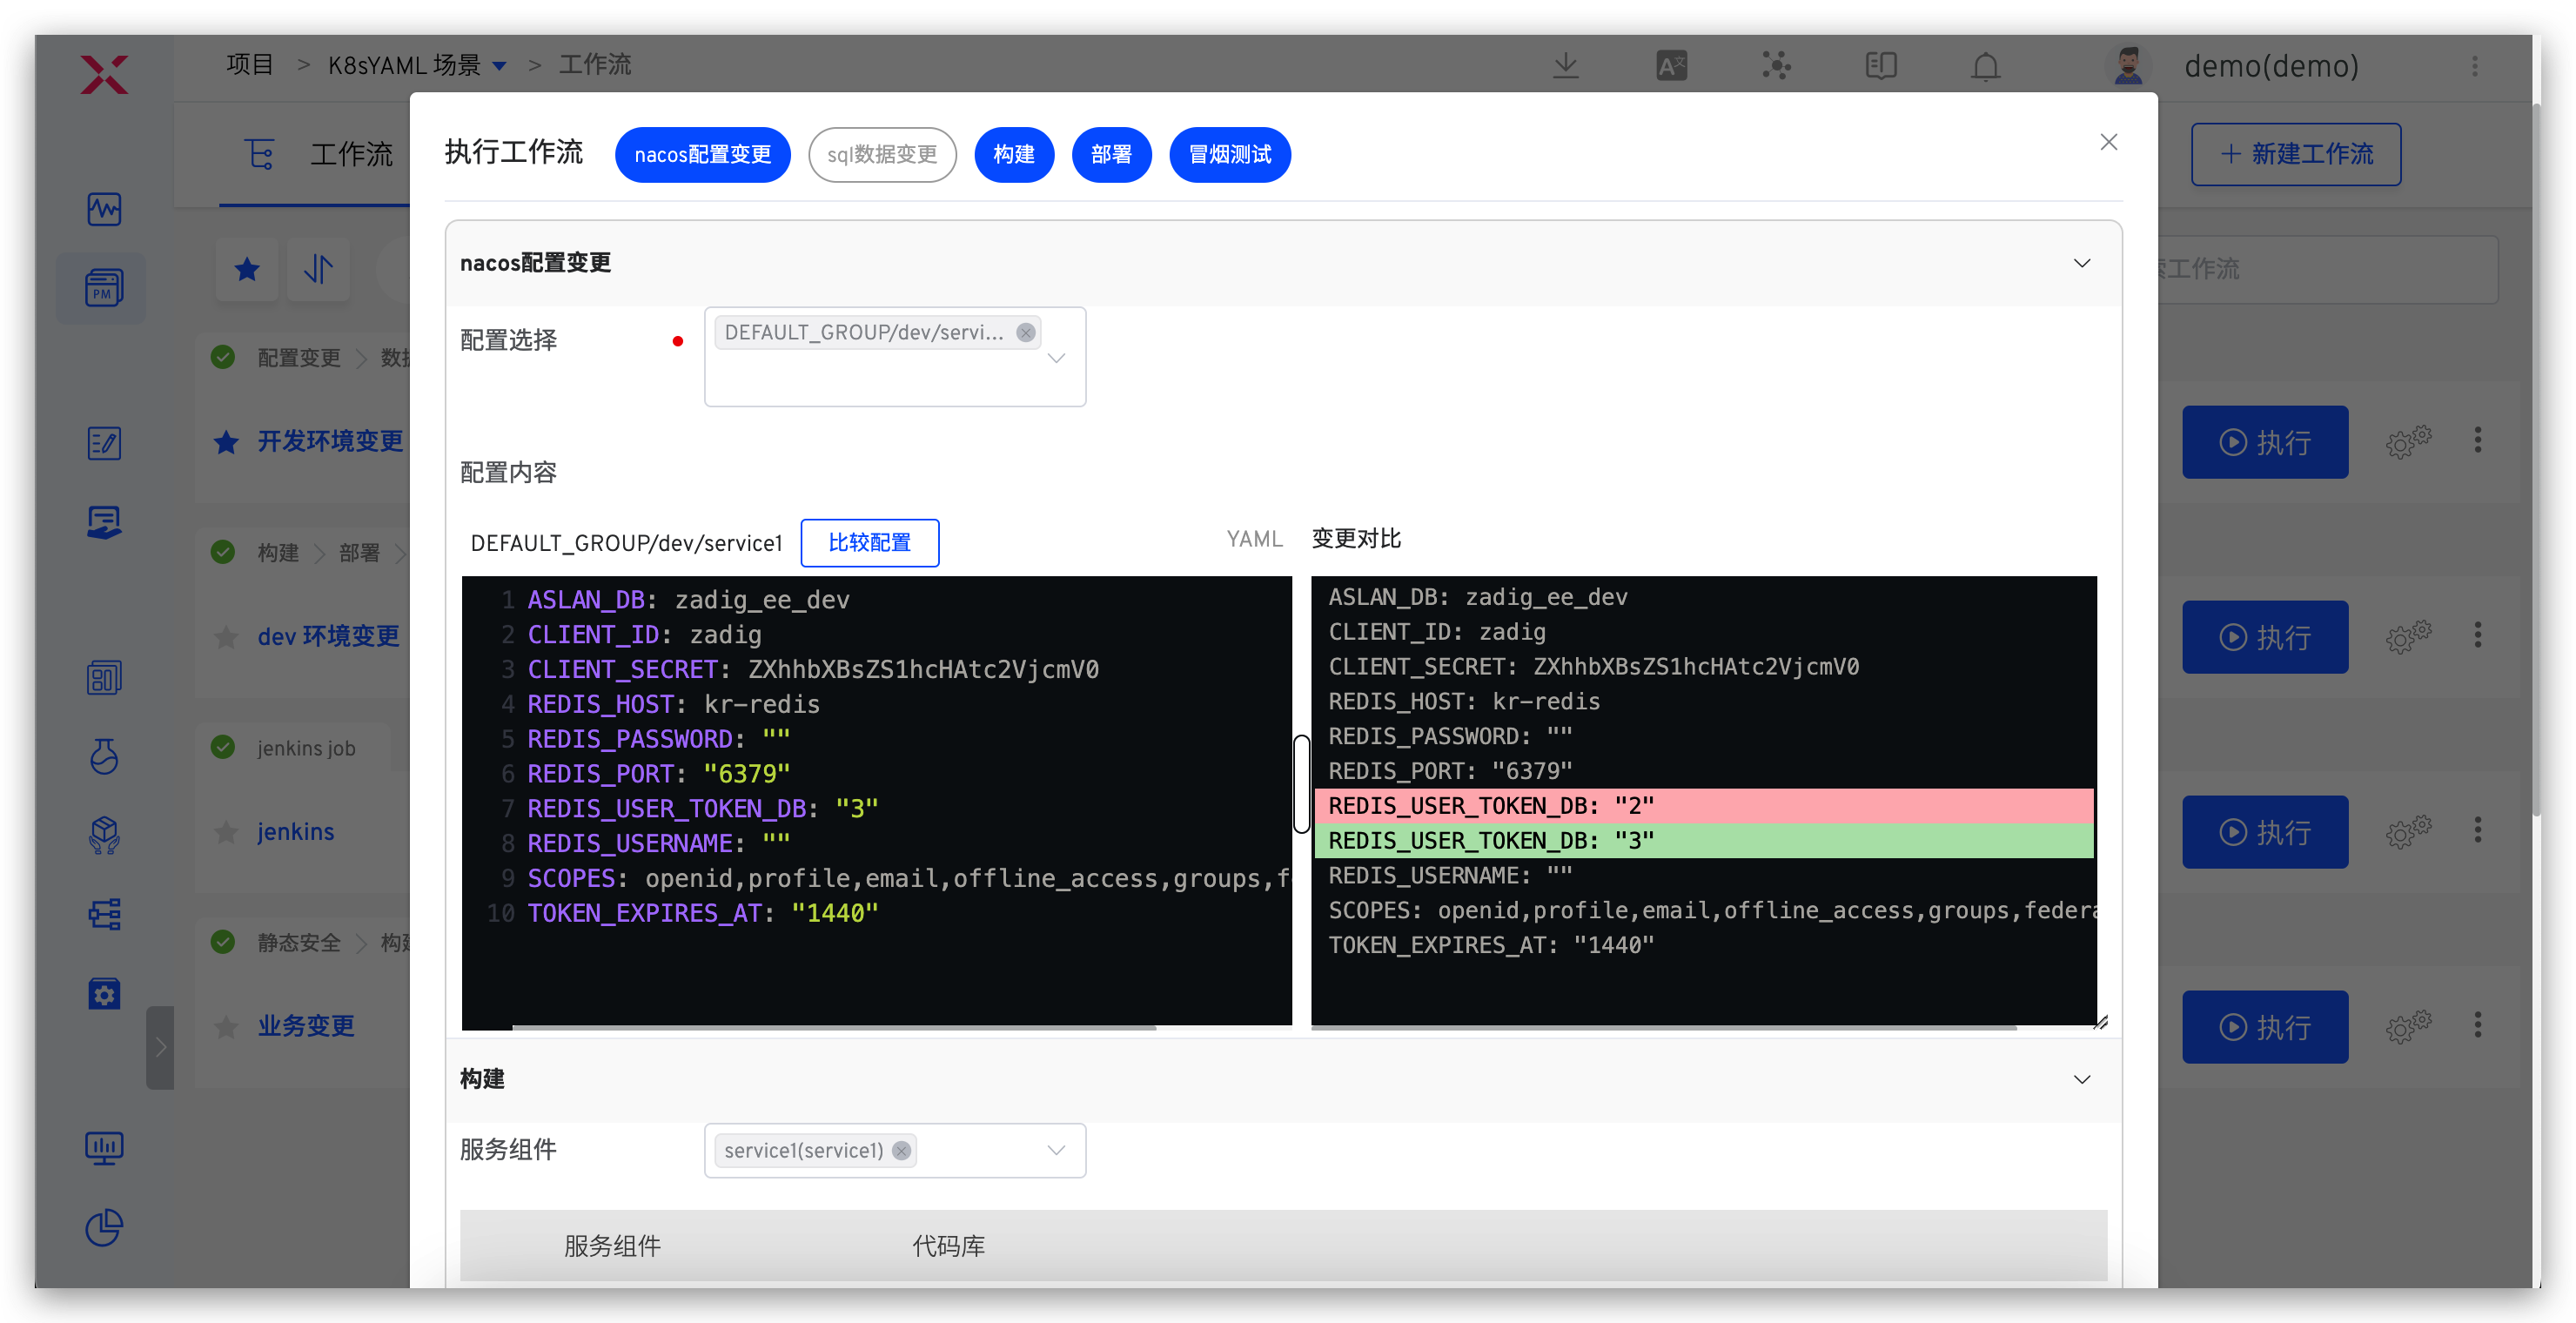 项目 > K8sYAML 场景 > 工作流
demo(demo)
工作流
+ 新建工作流
执行工作流 nacos配置变更 sql数据变更 构建 部署 冒烟测试
PM
工作流
nacos配置变更
配置选择 DEFAULT_GROUP/dev/servi...
配置变更 >
开发环境变更
执行
配置内容
DEFAULT_GROUP/dev/service1 比较配置 YAML 变更对比
1 ASLAN_DB: zadig_ee_dev
2 CLIENT_ID: zadig
3 CLIENT_SECRET: ZXhhbXBsZS1hcHAtc2VjcmV0
4 REDIS_HOST: kr-redis
5 REDIS_PASSWORD: ""
6 REDIS_PORT: "6379"
7 REDIS_USER_TOKEN_DB: "3"
8 REDIS_USERNAME: ""
9 SCOPES: openid,profile,email,offline_access,groups,f
10 TOKEN_EXPIRES_AT: "1440"
ASLAN_DB: zadig_ee_dev
CLIENT_ID: zadig
CLIENT_SECRET: ZXhhbXBsZS1hcHAtc2VjcmV0
REDIS_HOST: kr-redis
REDIS_PASSWORD: ""
REDIS_PORT: "6379"
REDIS_USER_TOKEN_DB: "2"
REDIS_USER_TOKEN_DB: "3"
REDIS_USERNAME: ""
SCOPES: openid,profile,email,offline_access,groups,federa
TOKEN_EXPIRES_AT: "1440"
构建 > 部署 >
dev 环境变更
执行
jenkins job
jenkins
执行
静态安全 > 构建
业务变更
执行
构建
服务组件 service1(service1)
服务组件 代码库